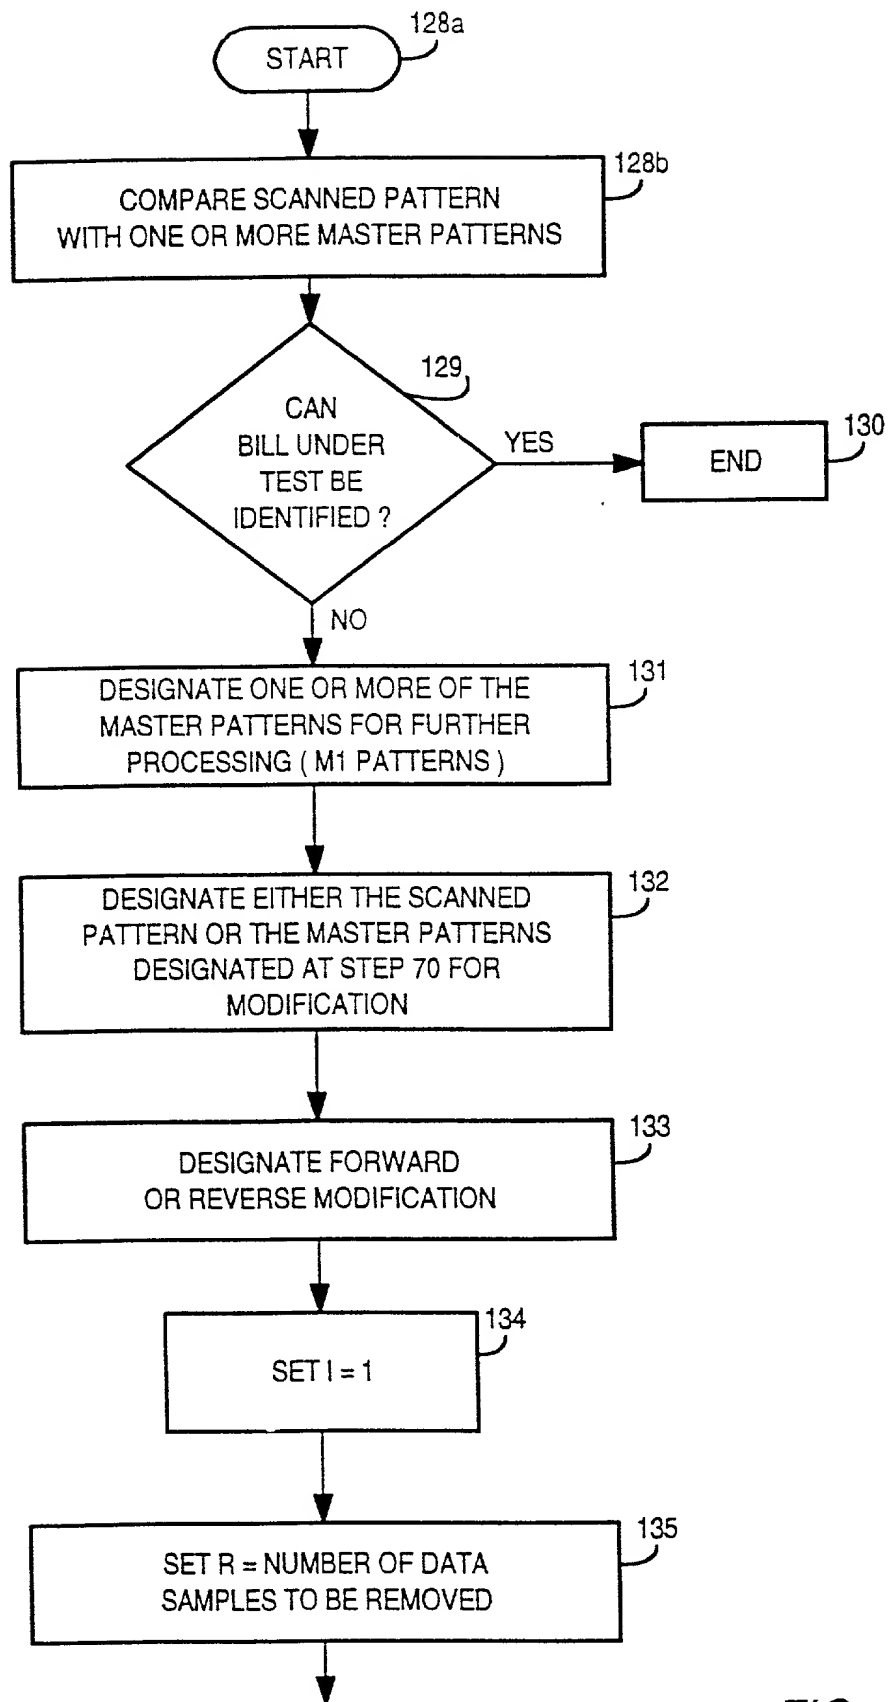 128a
START
128b
COMPARE SCANNED PATTERN
WITH ONE OR MORE MASTER PATTERNS
129
CAN
BILL UNDER
TEST BE
IDENTIFIED ?
YES
130
END
NO
131
DESIGNATE ONE OR MORE OF THE
MASTER PATTERNS FOR FURTHER
PROCESSING ( M1 PATTERNS )
132
DESIGNATE EITHER THE SCANNED
PATTERN OR THE MASTER PATTERNS
DESIGNATED AT STEP 70 FOR
MODIFICATION
133
DESIGNATE FORWARD
OR REVERSE MODIFICATION
134
SET I = 1
135
SET R = NUMBER OF DATA
SAMPLES TO BE REMOVED